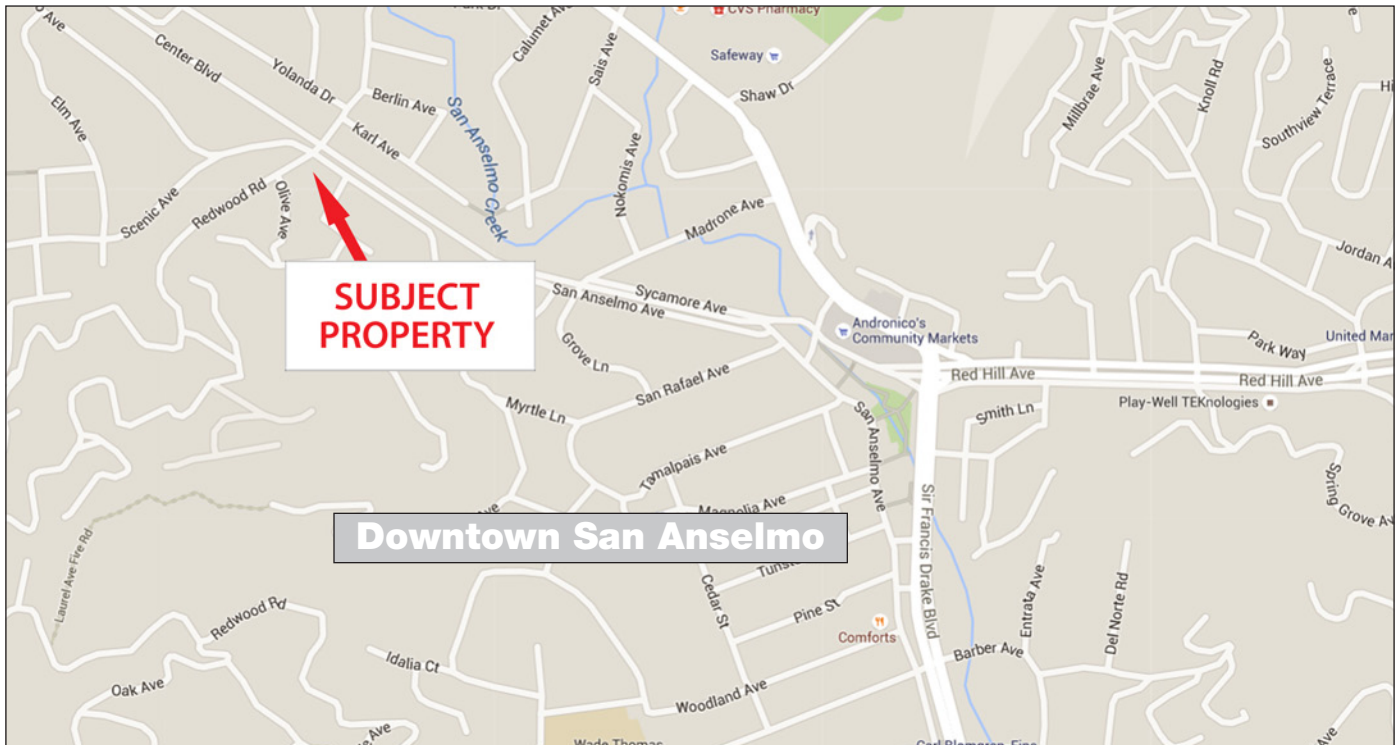 CVS Pharmacy
Center Blvd
Yolanda Dr
Calumet Ave
Sais Ave
Safeway
Shaw Dr
Millbrae Ave
Knoll Rd
Southview Terrace
Elm Ave
Berlin Ave
Karl Ave
San Anselmo Creek
Nokomis Ave
Scenic Ave
Redwood Rd
Olive Ave
Madrone Ave
Jordan A
SUBJECT
PROPERTY
San Anselmo Ave
Sycamore Ave
Andronico's
Community Markets
Park Way
United Mar
Grove Ln
San Rafael Ave
Red Hill Ave
Red Hill Ave
Play-Well TEKnologies
Myrtle Ln
Smith Ln
San Anselmo Ave
Tamalpais Ave
Magnolia Ave
Spring Grove Av
Sir Francis Drake Blvd
Downtown San Anselmo
Laurel Ave Fire Rd
Cedar St
Pine St
Entrata Ave
Del Norte Rd
Redwood Rd
Comforts
Barber Ave
Idalia Ct
Oak Ave
Woodland Ave
Wade Thomas